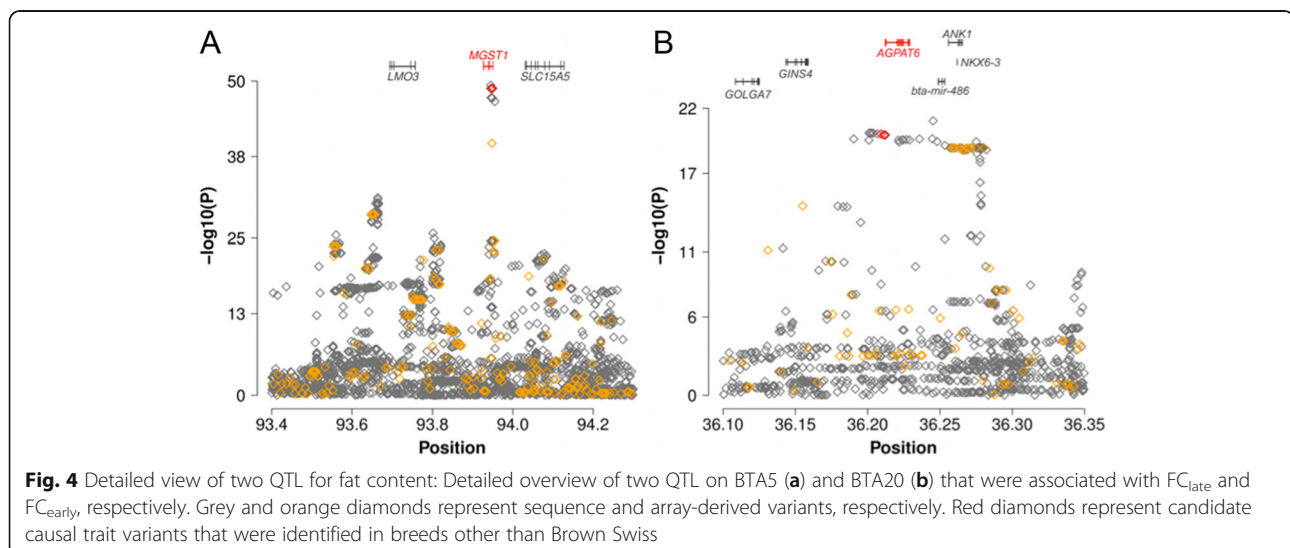 A
LMO3
MGST1
SLC15A5
50
38
25
13
0
-log10(P)
93.4 93.6 93.8 94.0 94.2
Position
B
GOLGA7
GINS4
AGPAT6
ANK1
NKX6-3
bta-mir-486
22
17
11
6
0
-log10(P)
36.10 36.15 36.20 36.25 36.30 36.35
Position
Fig. 4 Detailed view of two QTL for fat content: Detailed overview of two QTL on BTA5 (a) and BTA20 (b) that were associated with FClate and
FCearly, respectively. Grey and orange diamonds represent sequence and array-derived variants, respectively. Red diamonds represent candidate
causal trait variants that were identified in breeds other than Brown Swiss